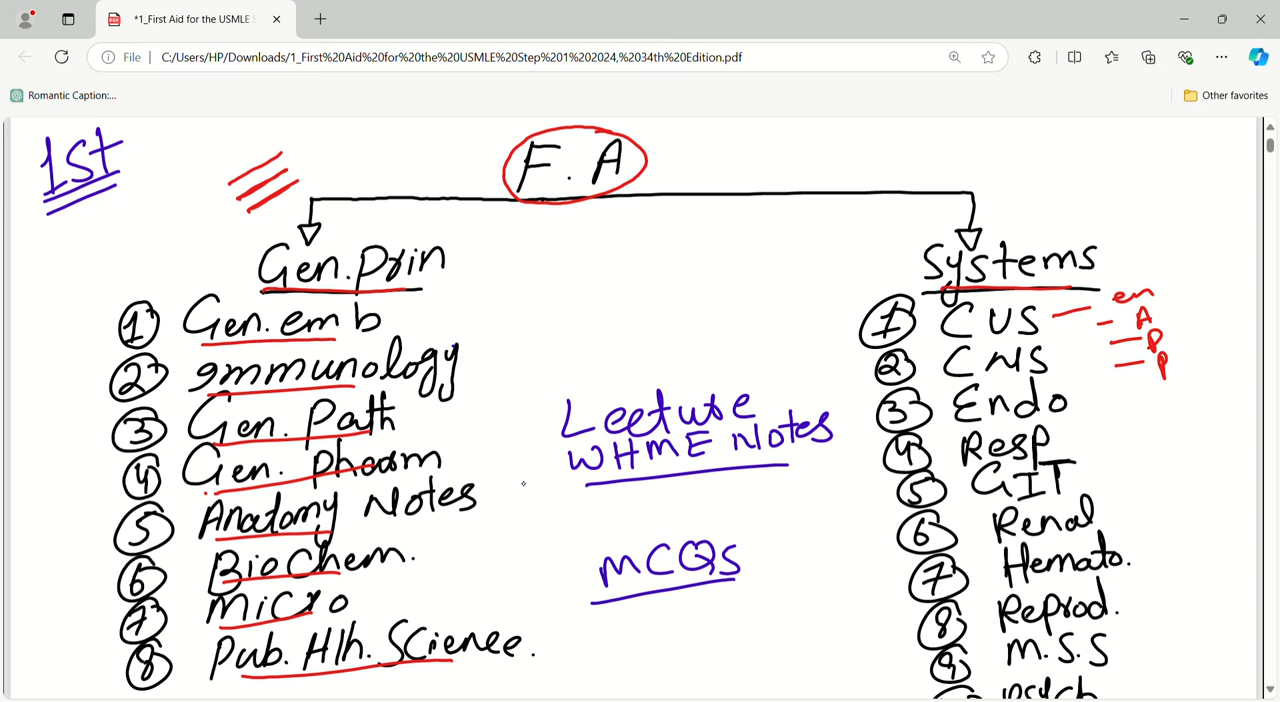 *1_First Aid for the USMLE S
File
C:/Users/HP/Downloads/1_First%20Aid%20for%20the%20USMLE%20Step%201%202024,%2034th%20Edition.pdf
Romantic Caption:...
Other favorites
1st
F. A
Gen. Prin
① Gen. emb
② Immunology
③ Gen. Path
④ Gen. pharm
⑤ Anatomy Notes
⑥ BioChem.
⑦ Micro
⑧ Pub. Hlh. Science.
Lecture
WHME Notes
MCQs
Systems
① CVS – en
– A
– P
– P
② CNS
③ Endo
④ Resp
⑤ GIT
⑥ Renal
⑦ Hemato.
⑧ Reprod.
⑨ M.S.S